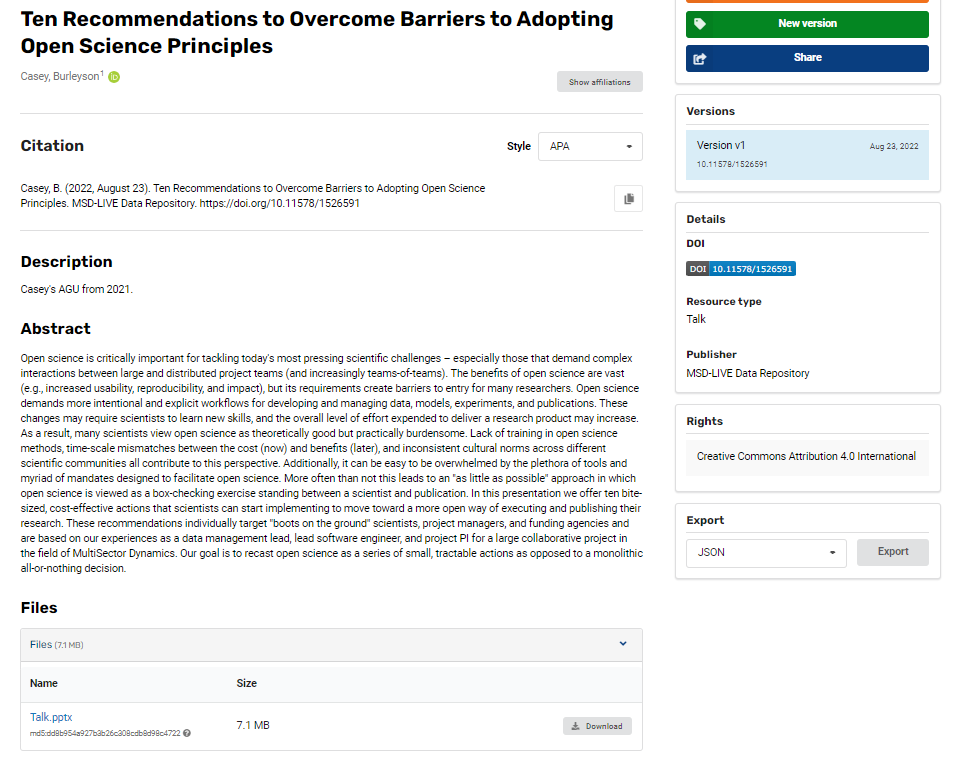 Ten Recommendations to Overcome Barriers to Adopting
Open Science Principles
Casey, Burleyson1
Show affiliations
Citation
Style
APA
Casey, B. (2022, August 23). Ten Recommendations to Overcome Barriers to Adopting Open Science
Principles. MSD-LIVE Data Repository. https://doi.org/10.11578/1526591
Description
Casey's AGU from 2021.
Abstract
Open science is critically important for tackling today's most pressing scientific challenges – especially those that demand complex
interactions between large and distributed project teams (and increasingly teams-of-teams). The benefits of open science are vast
(e.g., increased usability, reproducibility, and impact), but its requirements create barriers to entry for many researchers. Open science
demands more intentional and explicit workflows for developing and managing data, models, experiments, and publications. These
changes may require scientists to learn new skills, and the overall level of effort expended to deliver a research product may increase.
As a result, many scientists view open science as theoretically good but practically burdensome. Lack of training in open science
methods, time-scale mismatches between the cost (now) and benefits (later), and inconsistent cultural norms across different
scientific communities all contribute to this perspective. Additionally, it can be easy to be overwhelmed by the plethora of tools and
myriad of mandates designed to facilitate open science. More often than not this leads to an "as little as possible" approach in which
open science is viewed as a box-checking exercise standing between a scientist and publication. In this presentation we offer ten bite-
sized, cost-effective actions that scientists can start implementing to move toward a more open way of executing and publishing their
research. These recommendations individually target "boots on the ground" scientists, project managers, and funding agencies and
are based on our experiences as a data management lead, lead software engineer, and project PI for a large collaborative project in
the field of MultiSector Dynamics. Our goal is to recast open science as a series of small, tractable actions as opposed to a monolithic
all-or-nothing decision.
Files
Files (7.1 MB)
Name Size
Talk.pptx
md5:dd8b954a927b3b26c308cdb8d98c4722
7.1 MB
Download
New version
Share
Versions
Version v1 Aug 23, 2022
10.11578/1526591
Details
DOI
DOI 10.11578/1526591
Resource type
Talk
Publisher
MSD-LIVE Data Repository
Rights
Creative Commons Attribution 4.0 International
Export
JSON
Export